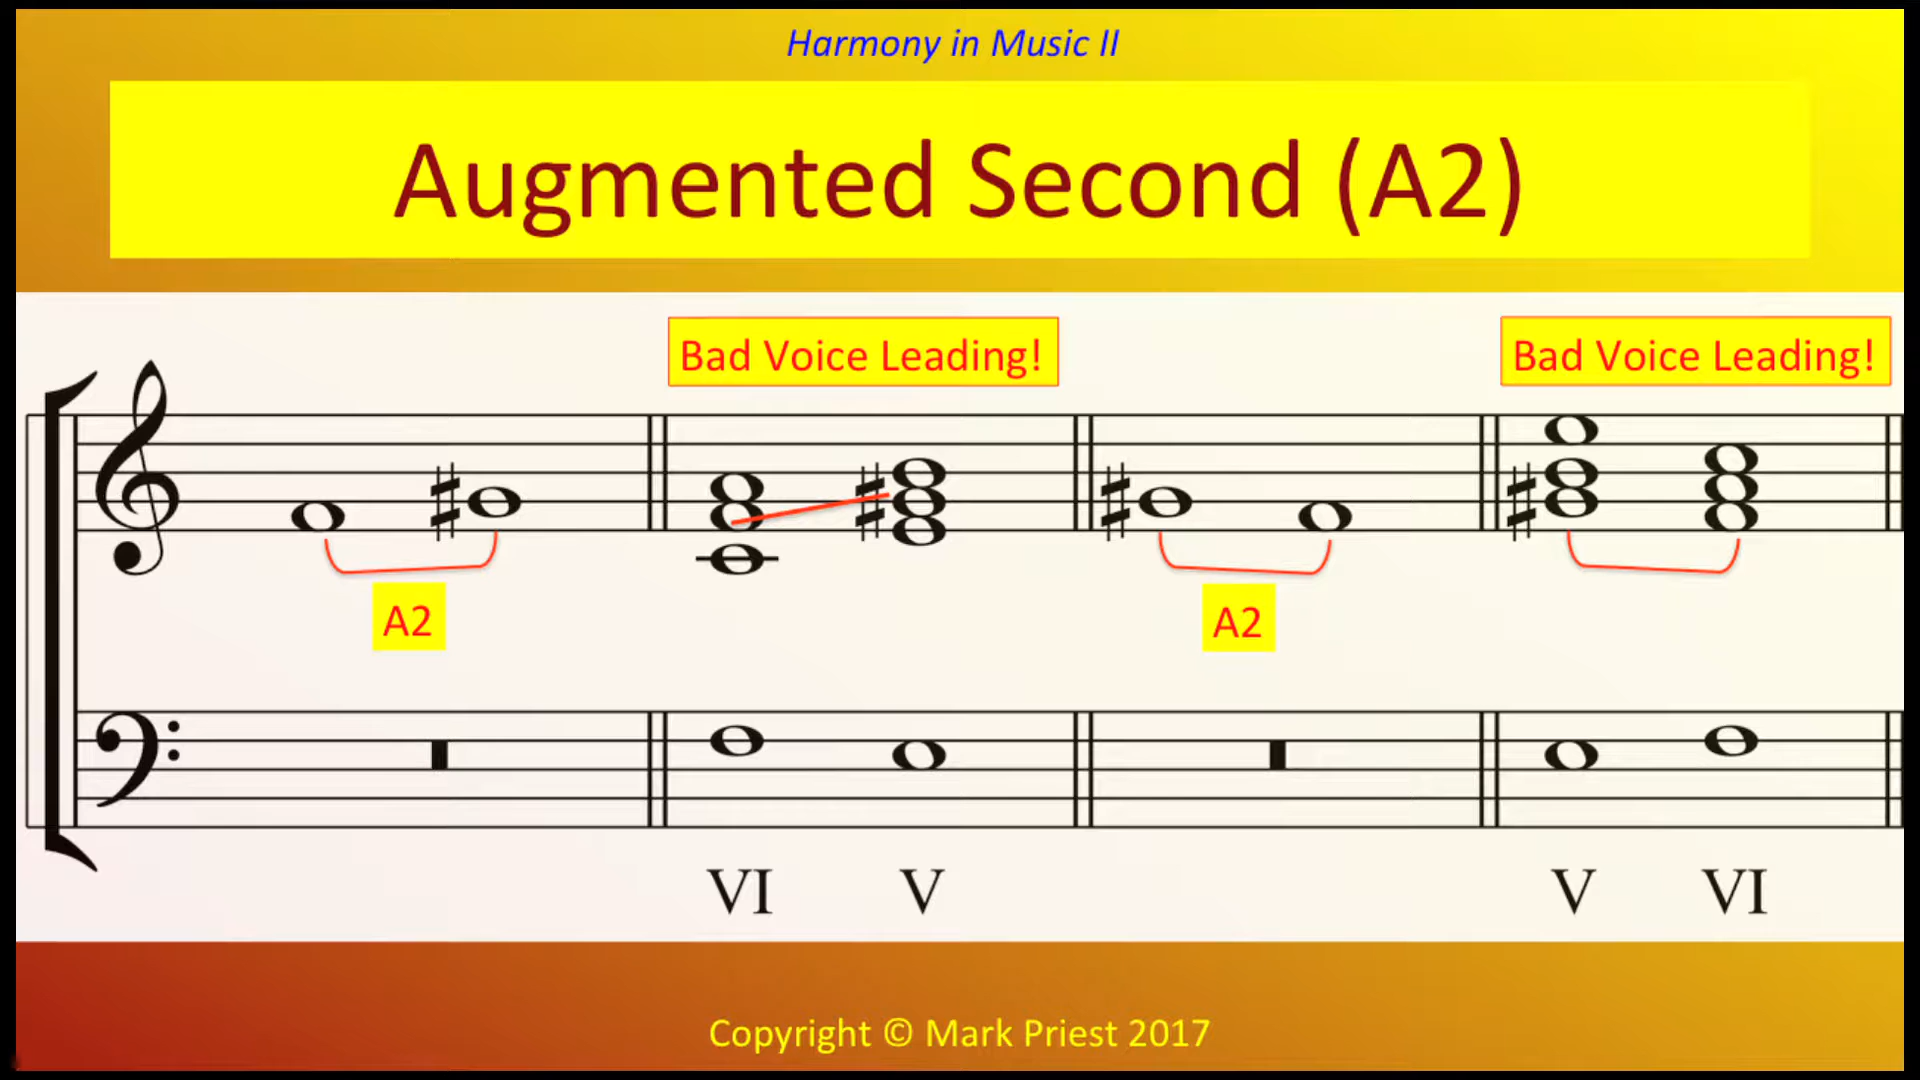 Harmony in Music II
Augmented Second (A2)
Bad Voice Leading!
Bad Voice Leading!
A2
A2
VI V V VI
Copyright © Mark Priest 2017